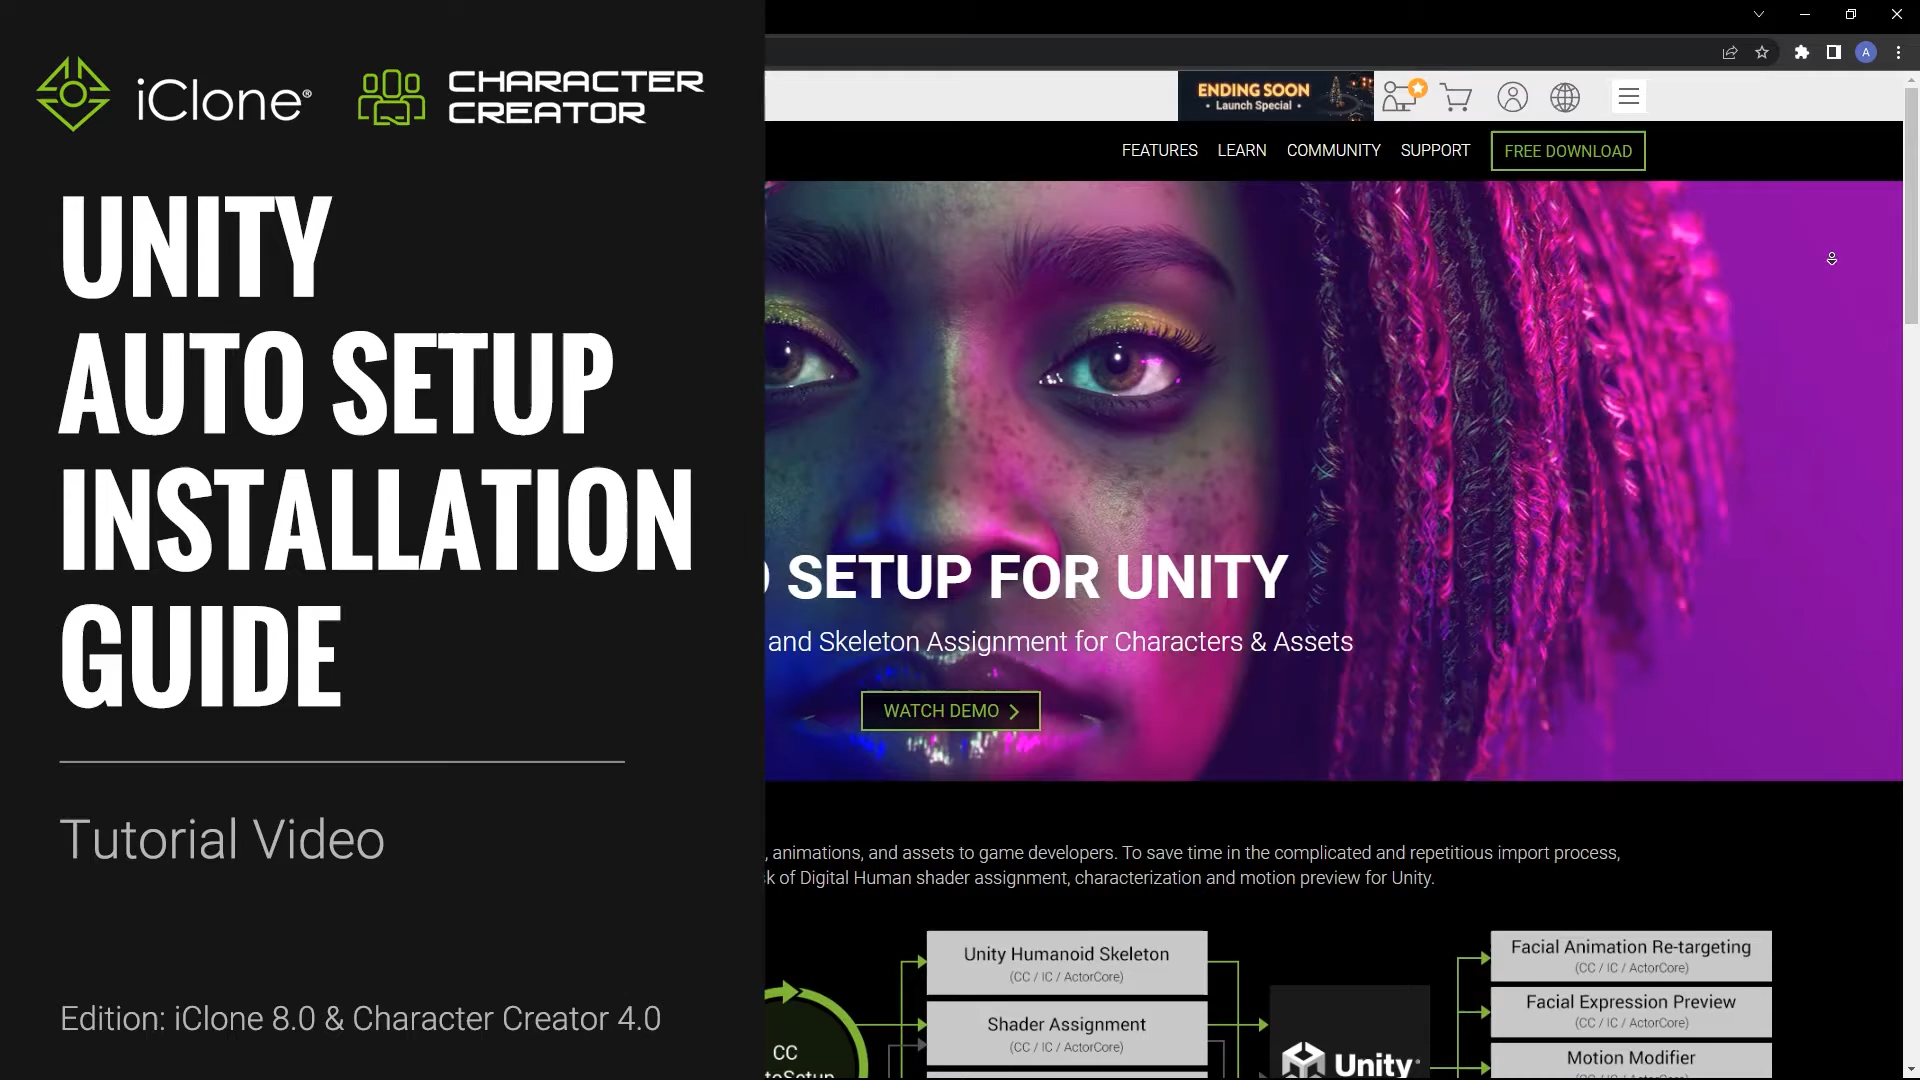 iClone®
CHARACTER
CREATOR
UNITY
AUTO SETUP
INSTALLATION
GUIDE
Tutorial Video
Edition: iClone 8.0 & Character Creator 4.0
A
ENDING SOON
• Launch Special •
FEATURES LEARN COMMUNITY SUPPORT FREE DOWNLOAD
SETUP FOR UNITY
and Skeleton Assignment for Characters & Assets
WATCH DEMO
, animations, and assets to game developers. To save time in the complicated and repetitious import process,
of Digital Human shader assignment, characterization and motion preview for Unity.
CC
Unity Humanoid Skeleton
(CC / IC / ActorCore)
Shader Assignment
(CC / IC / ActorCore)
Unity
Facial Animation Re-targeting
(CC / IC / ActorCore)
Facial Expression Preview
(CC / IC / ActorCore)
Motion Modifier